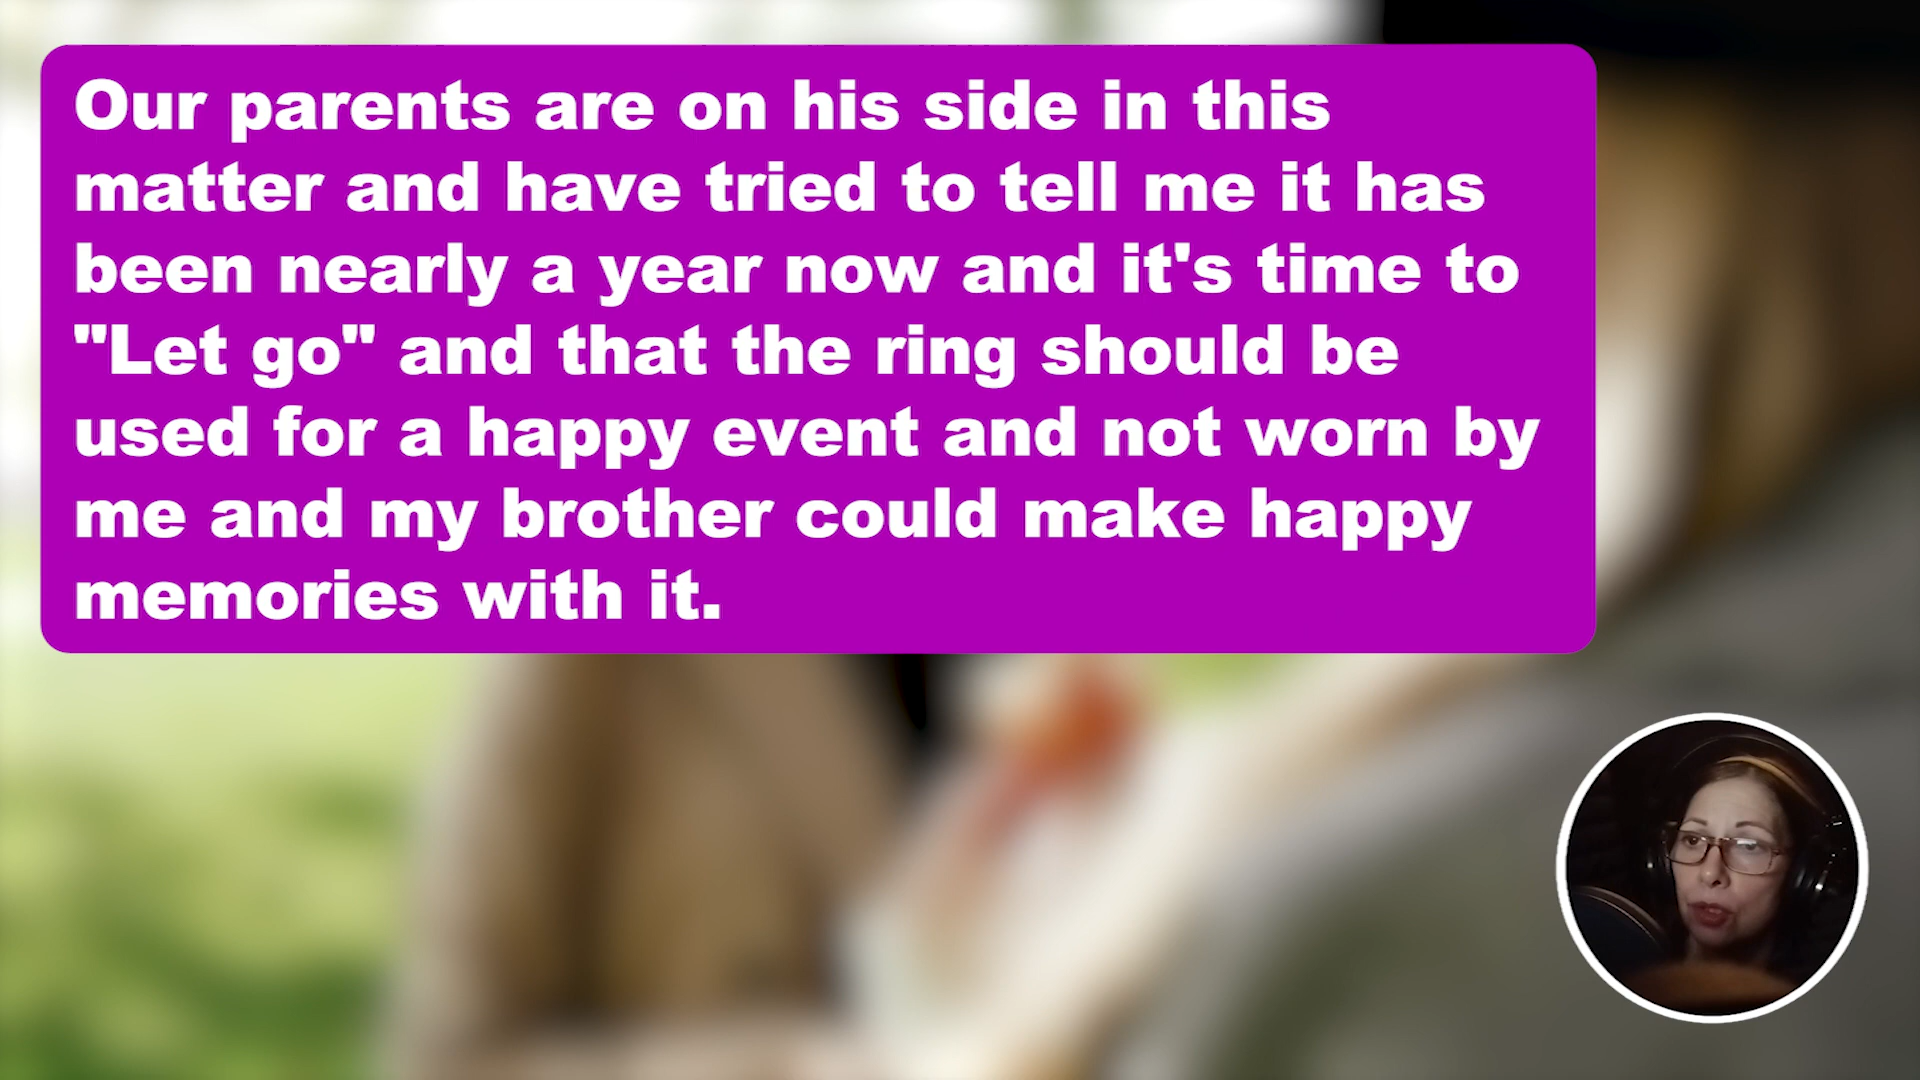 Our parents are on his side in this
matter and have tried to tell me it has
been nearly a year now and it's time to
"Let go" and that the ring should be
used for a happy event and not worn by
me and my brother could make happy
memories with it.